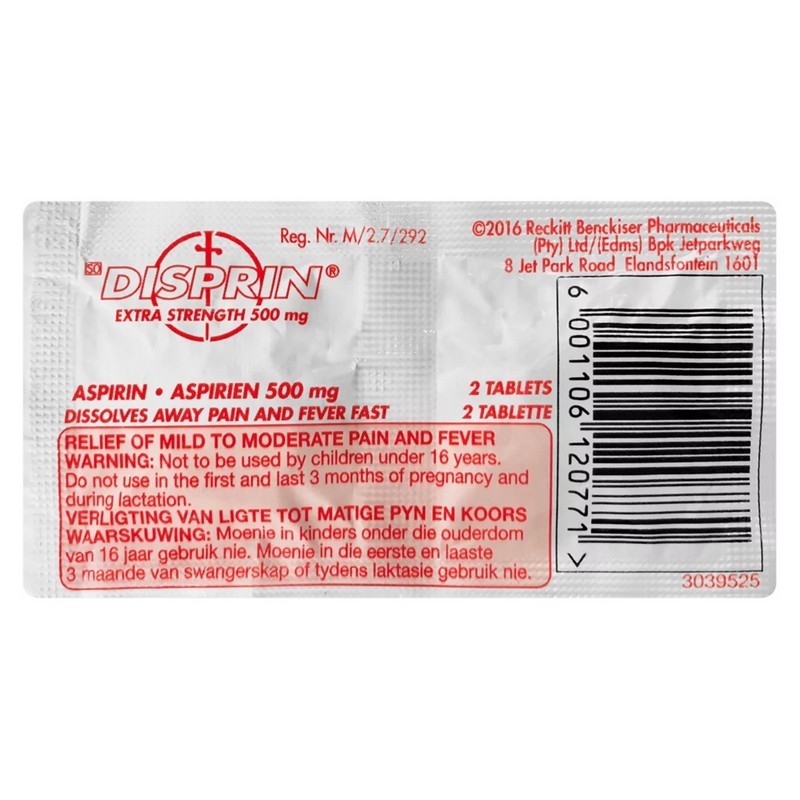 Reg. Nr. M/2.7/292
©2016 Reckitt Benckiser Pharmaceuticals
(Pty) Ltd/(Edms) Bpk Jetparkweg
8 Jet Park Road Elandsfontein 1601
ISO DISPRIN®
EXTRA STRENGTH 500 mg
ASPIRIN • ASPIRIEN 500 mg
DISSOLVES AWAY PAIN AND FEVER FAST
2 TABLETS
2 TABLETTE
RELIEF OF MILD TO MODERATE PAIN AND FEVER
WARNING: Not to be used by children under 16 years.
Do not use in the first and last 3 months of pregnancy and
during lactation.
VERLIGTING VAN LIGTE TOT MATIGE PYN EN KOORS
WAARSKUWING: Moenie in kinders onder die ouderdom
van 16 jaar gebruik nie. Moenie in die eerste en laaste
3 maande van swangerskap of tydens laktasie gebruik nie.
6 001106 120771 >
3039525